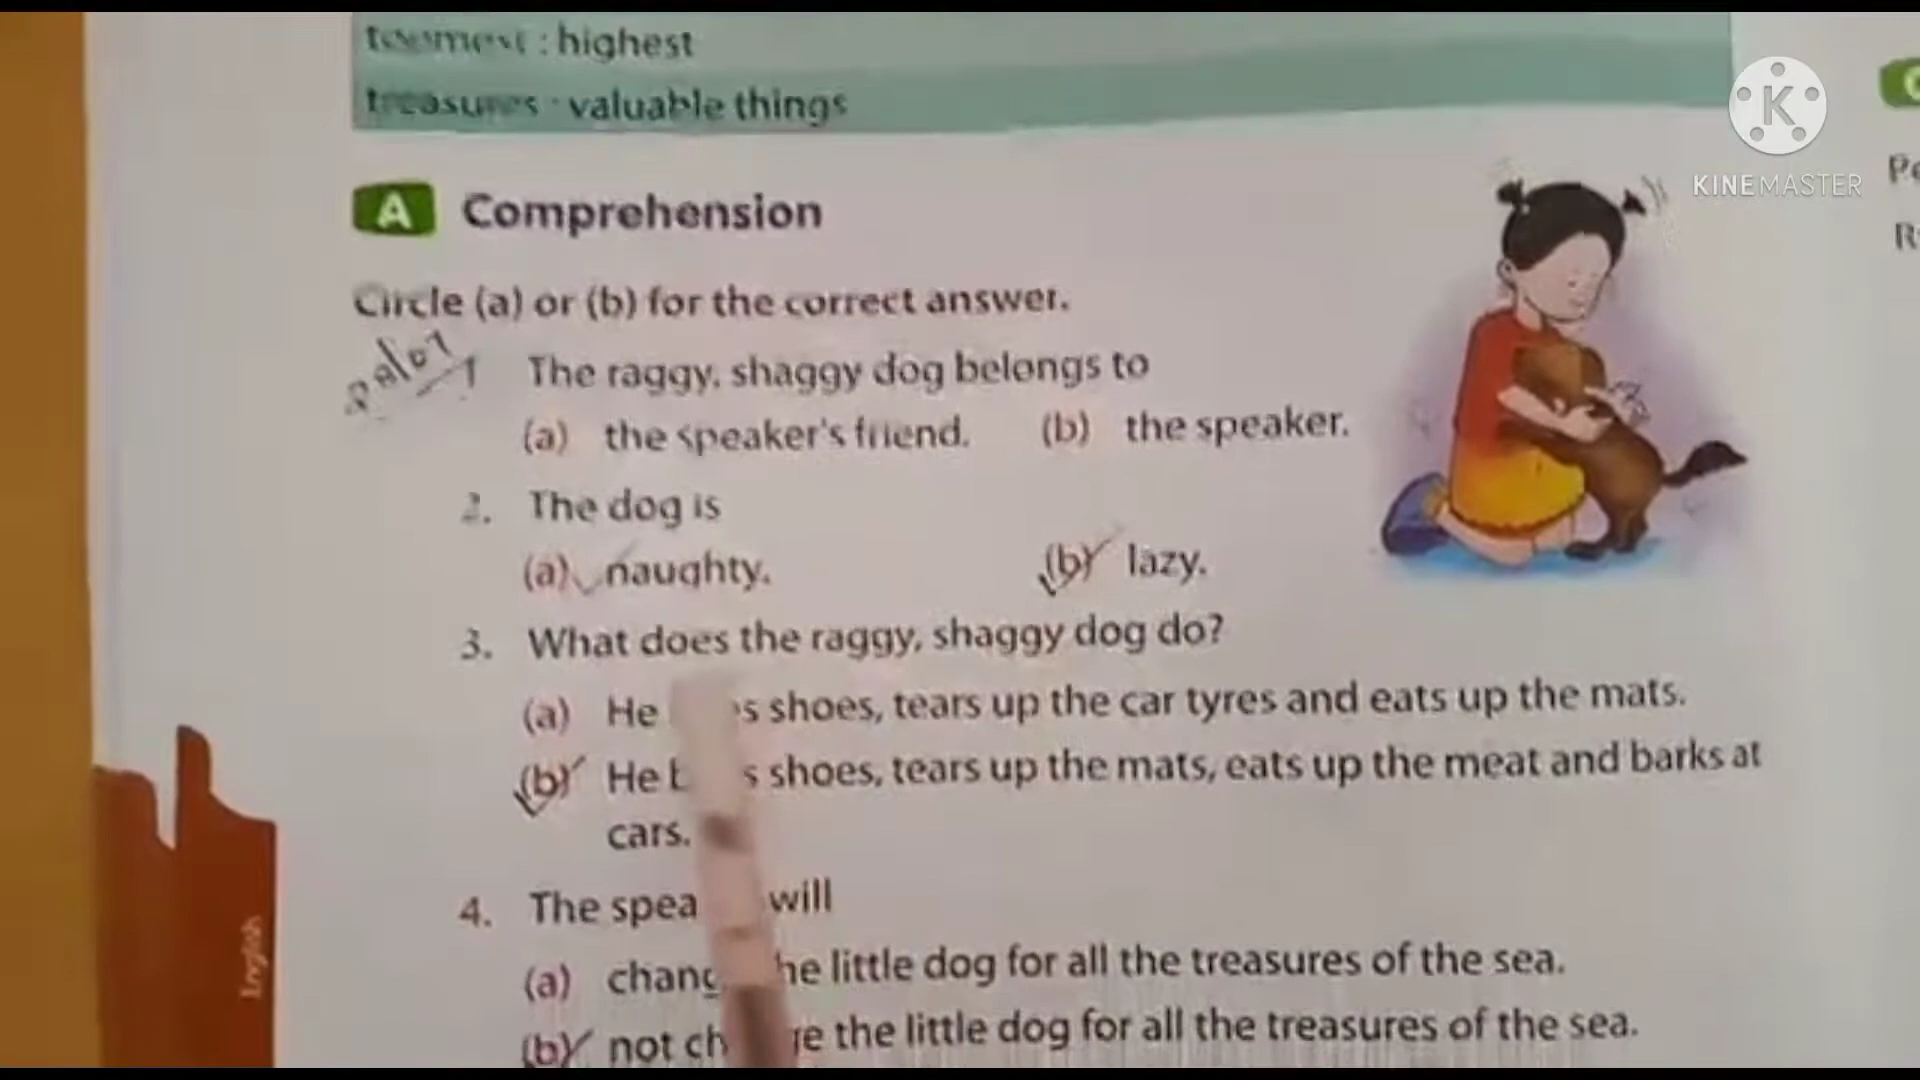 topmost : highest
treasures : valuable things
KINEMASTER
A Comprehension
Circle (a) or (b) for the correct answer.
1 The raggy, shaggy dog belongs to
(a) the speaker's friend. (b) the speaker.
2. The dog is
(a) naughty. (b) lazy.
3. What does the raggy, shaggy dog do?
(a) He shoes, tears up the car tyres and eats up the mats.
(b) He shoes, tears up the mats, eats up the meat and barks at
cars.
4. The will
(a) the little dog for all the treasures of the sea.
(b) not the little dog for all the treasures of the sea.
English